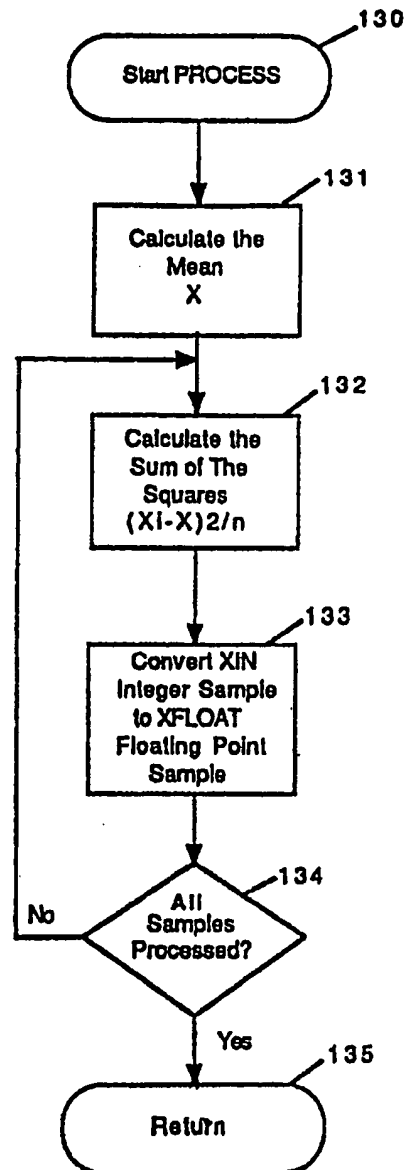 130
Start PROCESS
131
Calculate the
Mean
X
132
Calculate the
Sum of The
Squares
(Xi-X)2/n
133
Convert XIN
Integer Sample
to XFLOAT
Floating Point
Sample
134
All
Samples
Processed?
No
Yes
135
Return